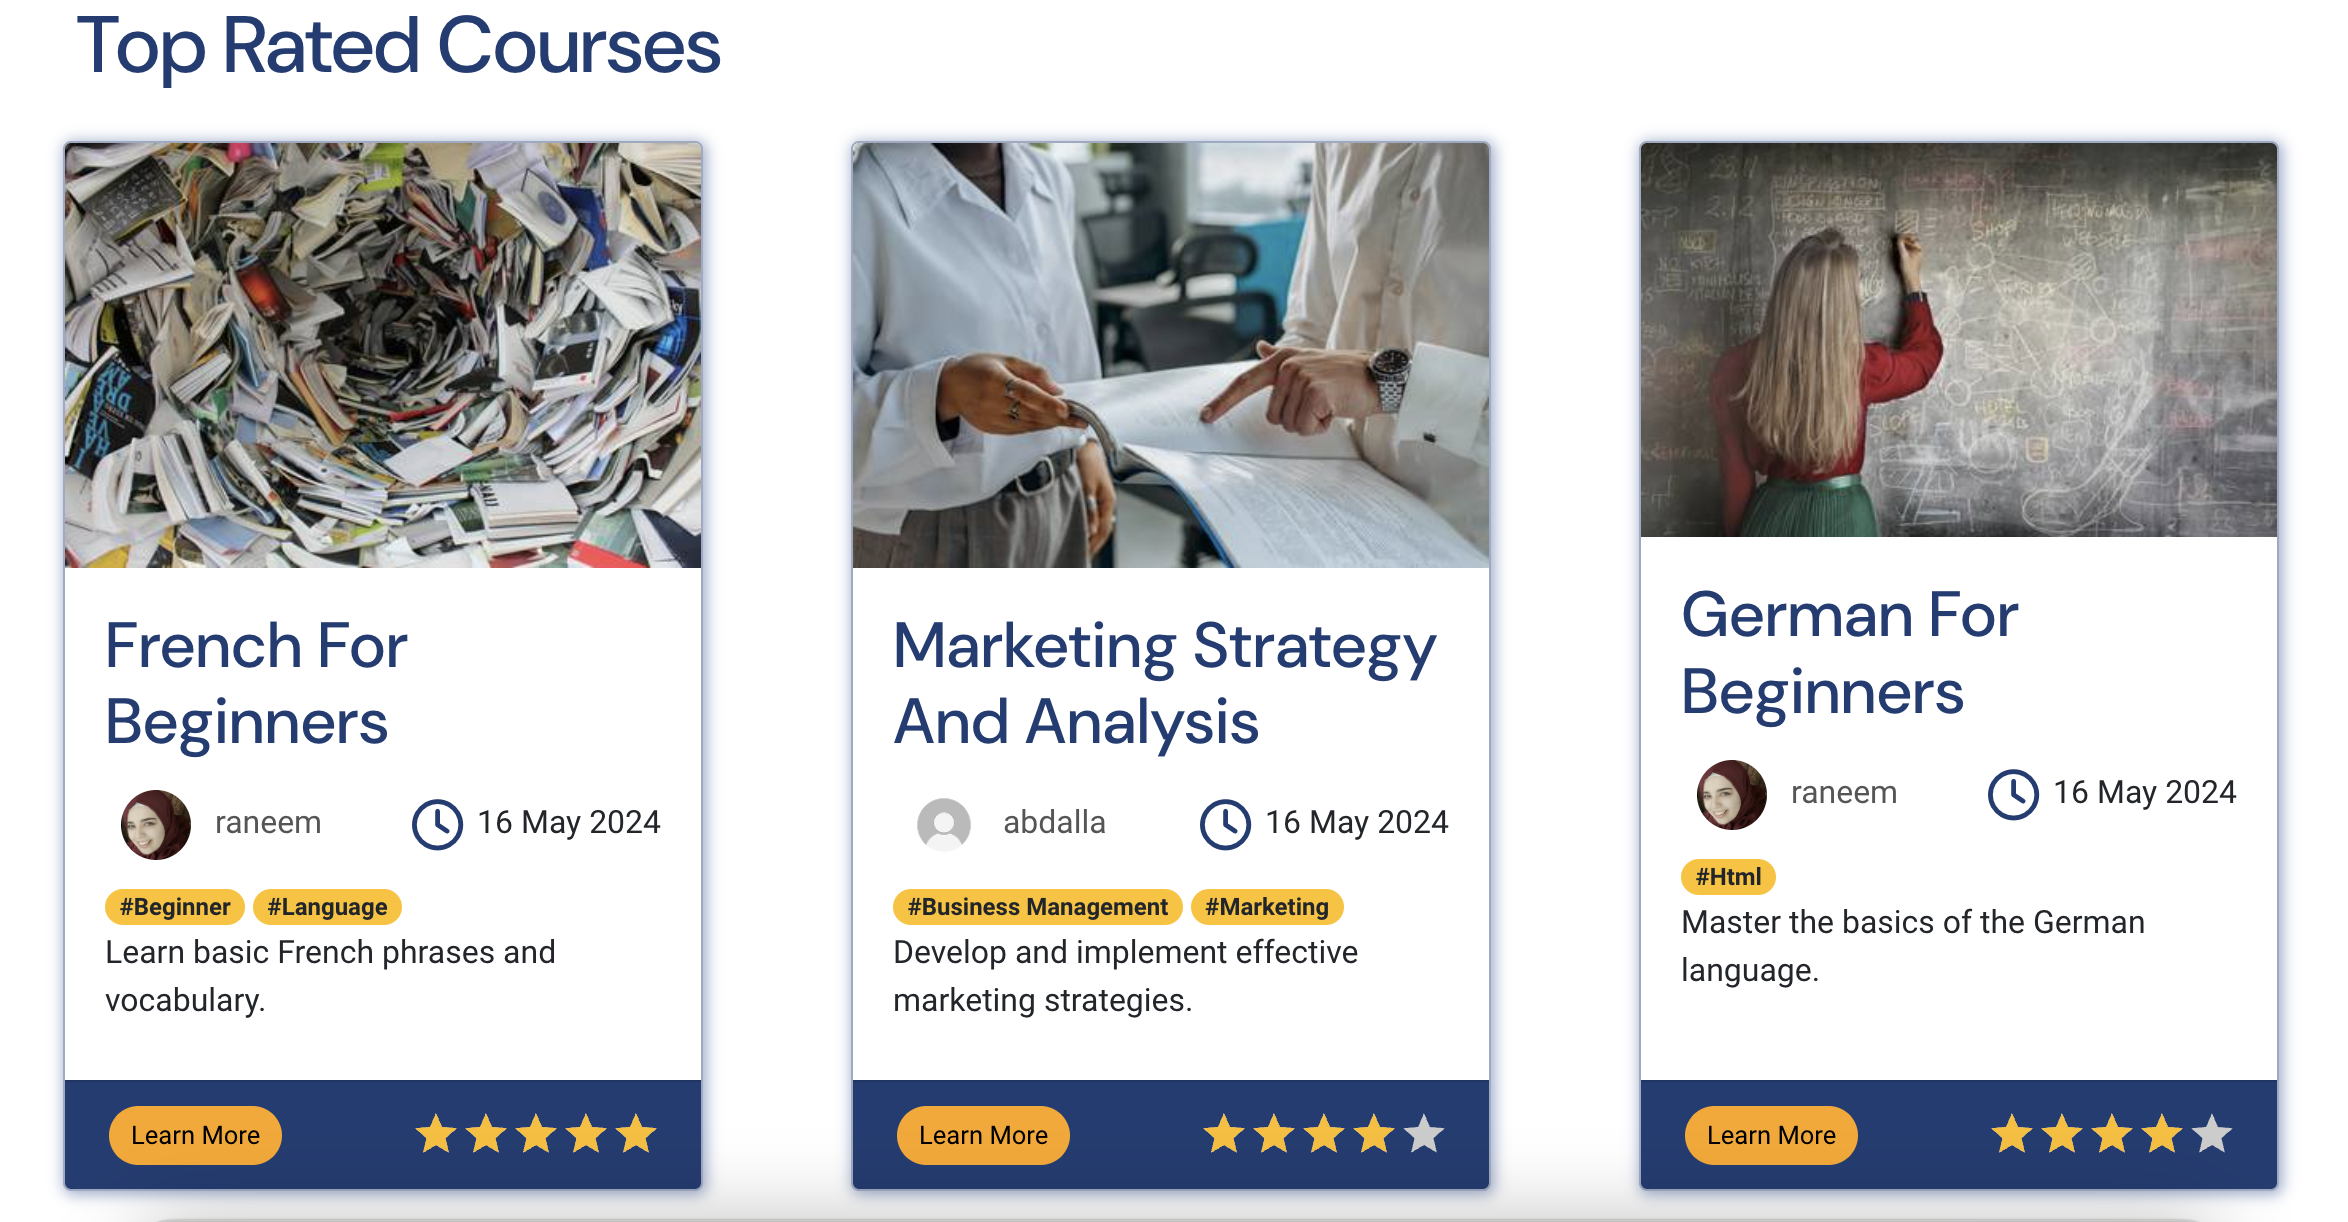 Top Rated Courses
French For
Beginners
raneem
16 May 2024
#Beginner #Language
Learn basic French phrases and
vocabulary.
Learn More
Marketing Strategy
And Analysis
abdalla
16 May 2024
#Business Management #Marketing
Develop and implement effective
marketing strategies.
Learn More
German For
Beginners
raneem
16 May 2024
#Html
Master the basics of the German
language.
Learn More